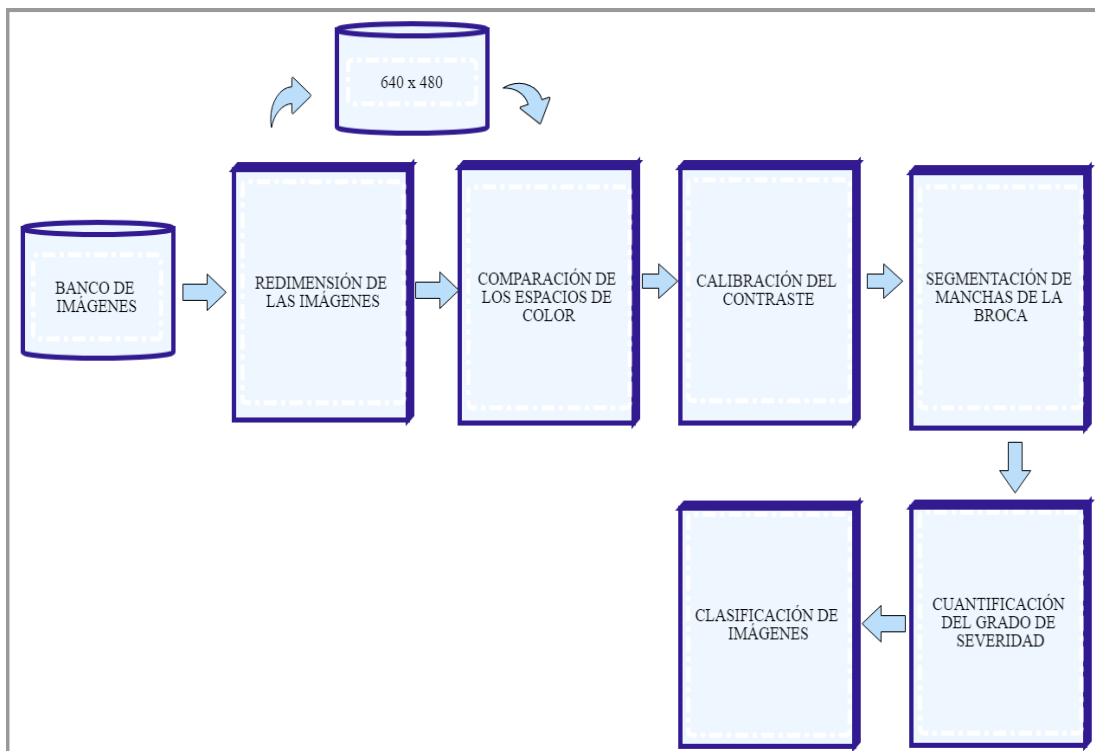 640 x 480
BANCO DE
IMÁGENES
REDIMENSIÓN DE
LAS IMÁGENES
COMPARACIÓN DE
LOS ESPACIOS DE
COLOR
CALIBRACIÓN DEL
CONTRASTE
SEGMENTACIÓN DE
MANCHAS DE LA
BROCA
CUANTIFICACIÓN
DEL GRADO DE
SEVERIDAD
CLASIFICACIÓN DE
IMÁGENES